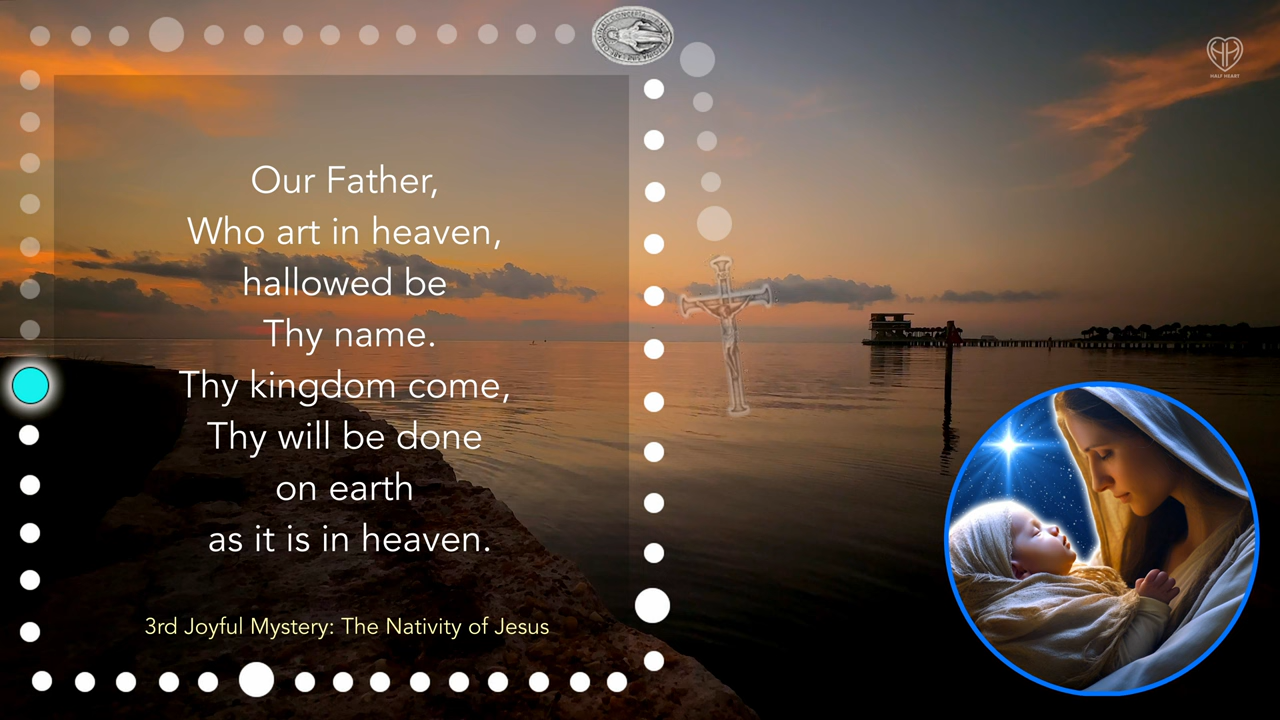 Our Father,
Who art in heaven,
hallowed be
Thy name.
Thy kingdom come,
Thy will be done
on earth
as it is in heaven.
3rd Joyful Mystery: The Nativity of Jesus
HALF HEART